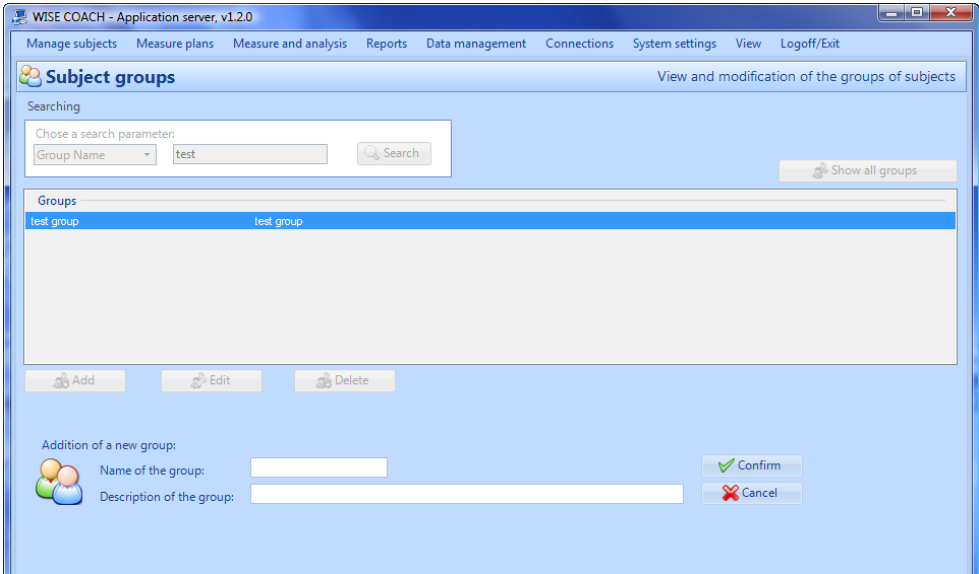 WISE COACH - Application server, v1.2.0
Manage subjects Measure plans Measure and analysis Reports Data management Connections System settings View Logoff/Exit
Subject groups View and modification of the groups of subjects
Searching
Chose a search parameter:
Group Name test Search
Show all groups
Groups
test group test group
Add Edit Delete
Addition of a new group:
Name of the group: Confirm
Description of the group: Cancel